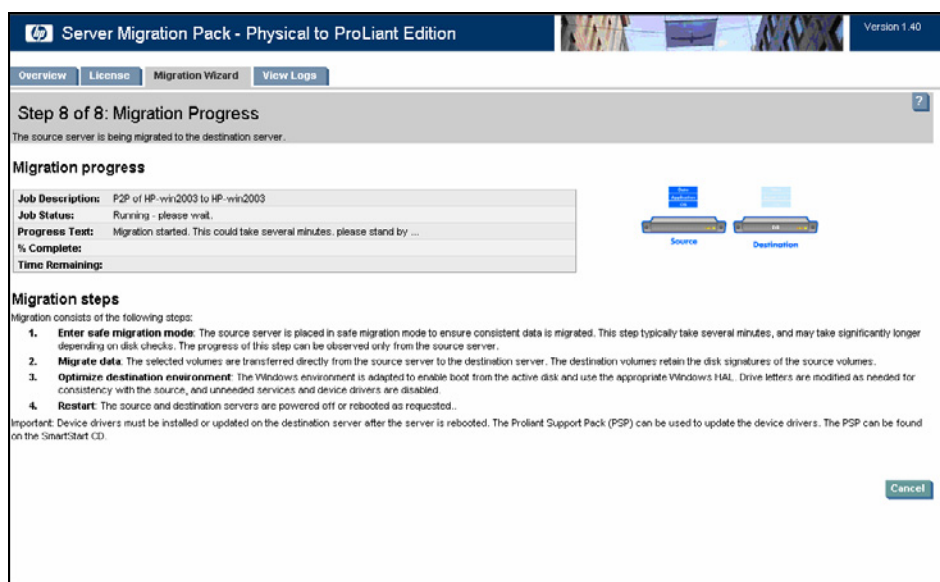 hp Server Migration Pack - Physical to ProLiant Edition
Version 1.40
Overview License Migration Wizard View Logs
?
Step 8 of 8: Migration Progress
The source server is being migrated to the destination server.
Migration progress
Job Description: P2P of HP-win2003 to HP-win2003
Job Status: Running - please wait.
Progress Text: Migration started. This could take several minutes. please stand by ...
% Complete:
Time Remaining:
Source
Destination
Migration steps
Migration consists of the following steps:
1. Enter safe migration mode: The source server is placed in safe migration mode to ensure consistent data is migrated. This step typically take several minutes, and may take significantly longer
depending on disk checks. The progress of this step can be observed only from the source server.
2. Migrate data: The selected volumes are transferred directly from the source server to the destination server. The destination volumes retain the disk signatures of the source volumes.
3. Optimize destination environment: The Windows environment is adapted to enable boot from the active disk and use the appropriate Windows HAL. Drive letters are modified as needed for
consistency with the source, and unneeded services and device drivers are disabled.
4. Restart: The source and destination servers are powered off or rebooted as requested..
Important: Device drivers must be installed or updated on the destination server after the server is rebooted. The Proliant Support Pack (PSP) can be used to update the device drivers. The PSP can be found
on the SmartStart CD.
Cancel